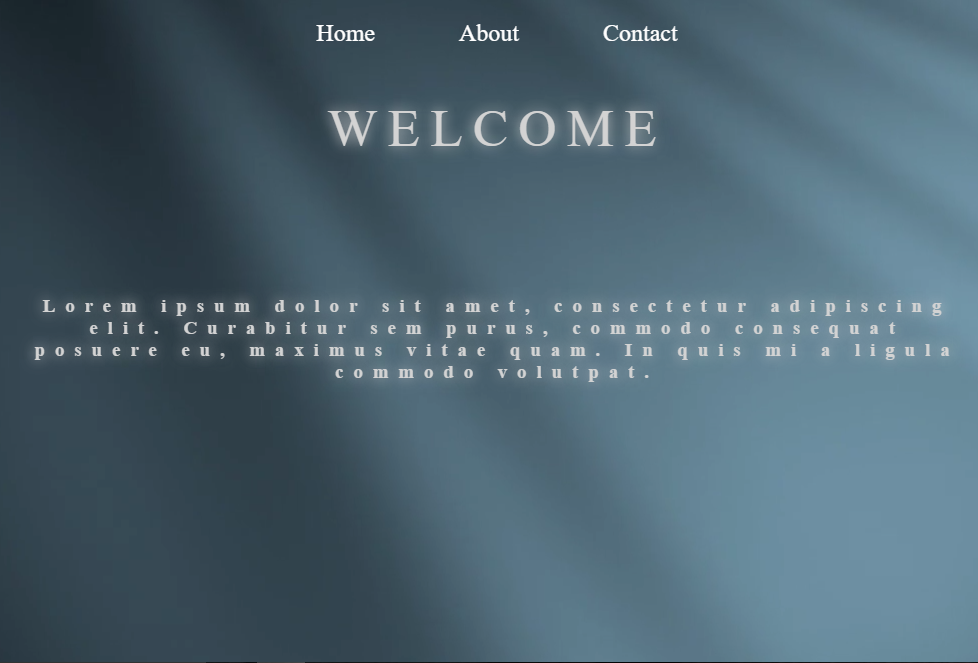 Home About Contact
WELCOME
Lorem ipsum dolor sit amet, consectetur adipiscing
elit. Curabitur sem purus, commodo consequat
posuere eu, maximus vitae quam. In quis mi a ligula
commodo volutpat.